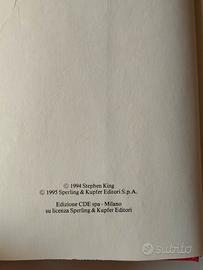 © 1994 Stephen King
© 1995 Sperling & Kupfer Editori S.p.A.
Edizione CDE spa - Milano
su licenza Sperling & Kupfer Editori
subito